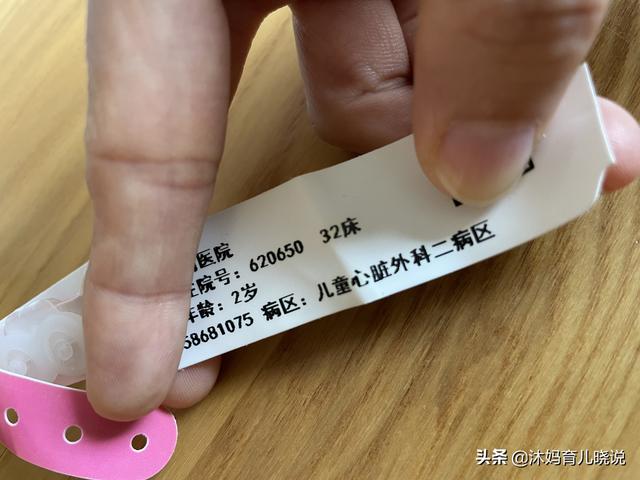 医院
住院号：620650 32床
年龄：2岁
58681075 病区：儿童心脏外科二病区
头条 @沐妈育儿晓说